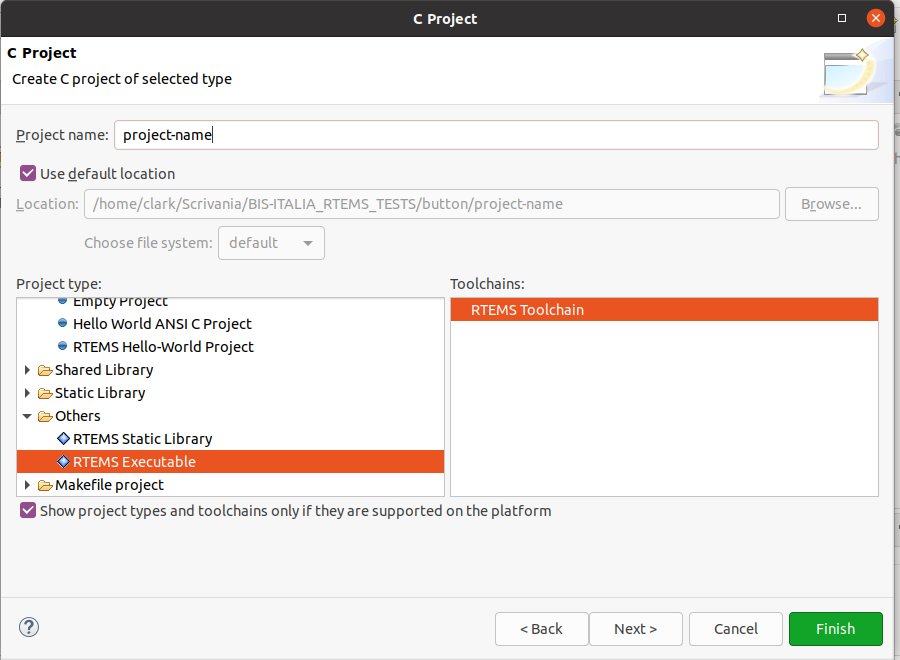 C Project
C Project
Create C project of selected type
Project name: project-name
Use default location
Location: /home/clark/Scrivania/BIS-ITALIA_RTEMS_TESTS/button/project-name Browse...
Choose file system: default
Project type: Toolchains:
Empty Project
RTEMS Toolchain
Hello World ANSI C Project
RTEMS Hello-World Project
Shared Library
Static Library
Others
RTEMS Static Library
RTEMS Executable
Makefile project
Show project types and toolchains only if they are supported on the platform
? < Back Next > Cancel Finish